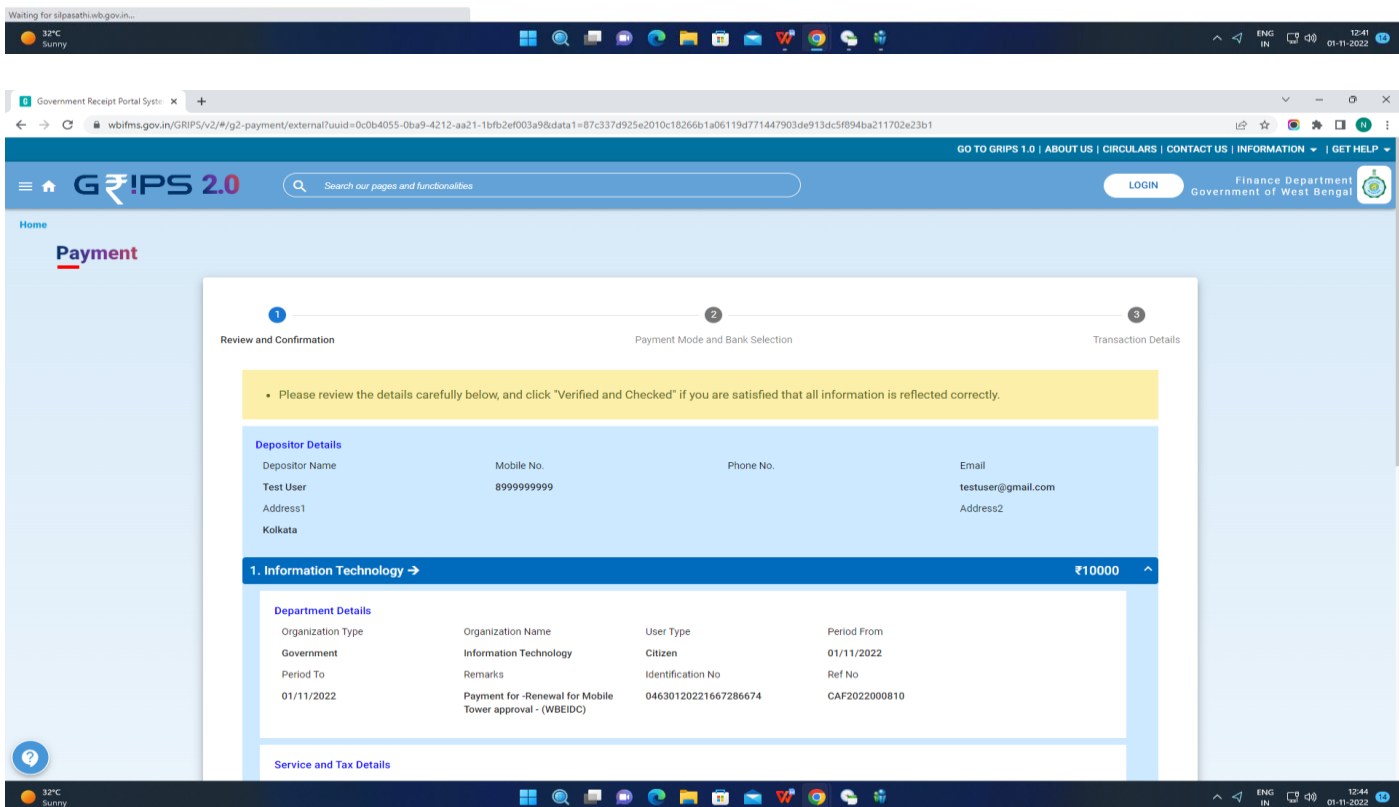 Waiting for silpasathi.wb.gov.in...
32°C
Sunny
ENG
IN
12:41
01-11-2022
14
Government Receipt Portal Syste
wbifms.gov.in/GRIPS/v2/#/g2-payment/external?uuid=0c0b4055-0ba9-4212-aa21-1bfb2ef003a9&data1=87c337d925e2010c18266b1a06119d771447903de913dc5f894ba211702e23b1
N
GO TO GRIPS 1.0 | ABOUT US | CIRCULARS | CONTACT US | INFORMATION | GET HELP
G₹!PS 2.0
Search our pages and functionalities
LOGIN
Finance Department
Government of West Bengal
Home
Payment
1 2 3
Review and Confirmation Payment Mode and Bank Selection Transaction Details
• Please review the details carefully below, and click "Verified and Checked" if you are satisfied that all information is reflected correctly.
Depositor Details
Depositor Name Mobile No. Phone No. Email
Test User 8999999999 testuser@gmail.com
Address1 Address2
Kolkata
1. Information Technology → ₹10000
Department Details
Organization Type Organization Name User Type Period From
Government Information Technology Citizen 01/11/2022
Period To Remarks Identification No Ref No
01/11/2022 Payment for -Renewal for Mobile 04630120221667286674 CAF2022000810
Tower approval - (WBEIDC)
Service and Tax Details
32°C
Sunny
ENG
IN
12:44
01-11-2022
14